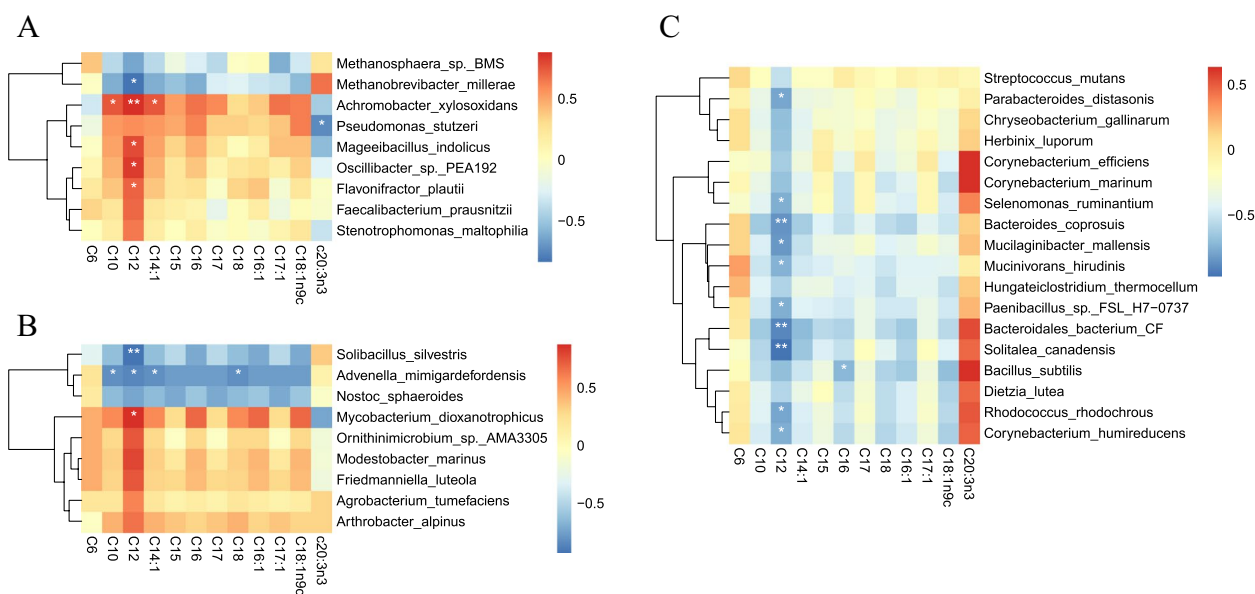 A
Methanosphaera_sp._BMS
Methanobrevibacter_millerae
* 
Achromobacter_xylosoxidans
* ** *
Pseudomonas_stutzeri
*
Mageeibacillus_indolicus
*
Oscillibacter_sp._PEA192
*
Flavonifractor_plautii
*
Faecalibacterium_prausnitzii
Stenotrophomonas_maltophilia
C6 C10 C12 C14:1 C15 C16 C17 C18 C16:1 C17:1 C18:1n9c c20:3n3
0.5
0
−0.5
B
Solibacillus_silvestris
**
Advenella_mimigardefordensis
* * * *
Nostoc_sphaeroides
Mycobacterium_dioxanotrophicus
*
Ornithinimicrobium_sp._AMA3305
Modestobacter_marinus
Friedmanniella_luteola
Agrobacterium_tumefaciens
Arthrobacter_alpinus
C6 C10 C12 C14:1 C15 C16 C17 C18 C16:1 C17:1 C18:1n9c c20:3n3
0.5
0
−0.5
C
Streptococcus_mutans
Parabacteroides_distasonis
*
Chryseobacterium_gallinarum
Herbinix_luporum
Corynebacterium_efficiens
Corynebacterium_marinum
Selenomonas_ruminantium
*
Bacteroides_coprosuis
**
Mucilaginibacter_mallensis
*
Mucinivorans_hirudinis
*
Hungateiclostridium_thermocellum
Paenibacillus_sp._FSL_H7−0737
*
Bacteroidales_bacterium_CF
**
Solitalea_canadensis
**
Bacillus_subtilis
*
Dietzia_lutea
Rhodococcus_rhodochrous
*
Corynebacterium_humireducens
*
C6 C10 C12 C14:1 C15 C16 C17 C18 C16:1 C17:1 C18:1n9c C20:3n3
0.5
0
−0.5